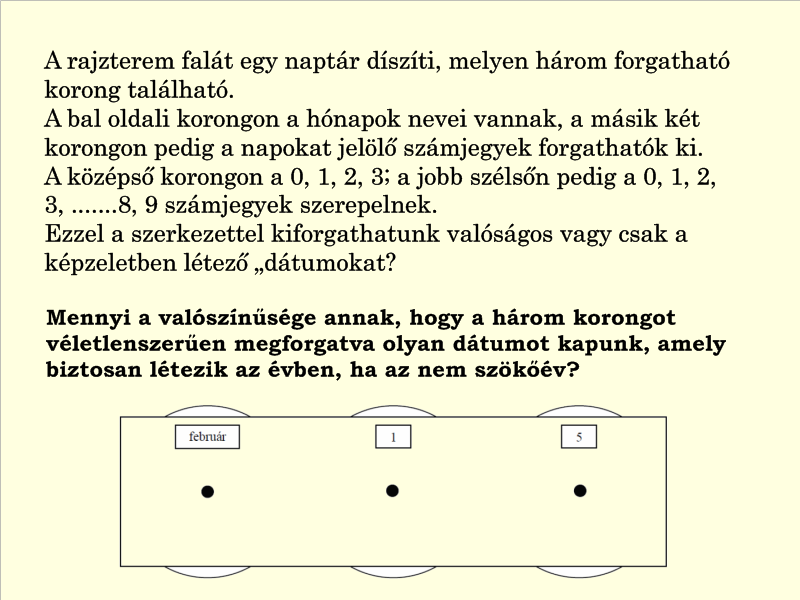 A rajzterem falát egy naptár díszíti, melyen három forgatható
korong található.
A bal oldali korongon a hónapok nevei vannak, a másik két
korongon pedig a napokat jelölő számjegyek forgathatók ki.
A középső korongon a 0, 1, 2, 3; a jobb szélsőn pedig a 0, 1, 2,
3, .......8, 9 számjegyek szerepelnek.
Ezzel a szerkezettel kiforgathatunk valóságos vagy csak a
képzeletben létező „dátumokat?
Mennyi a valószínűsége annak, hogy a három korongot
véletlenszerűen megforgatva olyan dátumot kapunk, amely
biztosan létezik az évben, ha az nem szökőév?
február 1 5